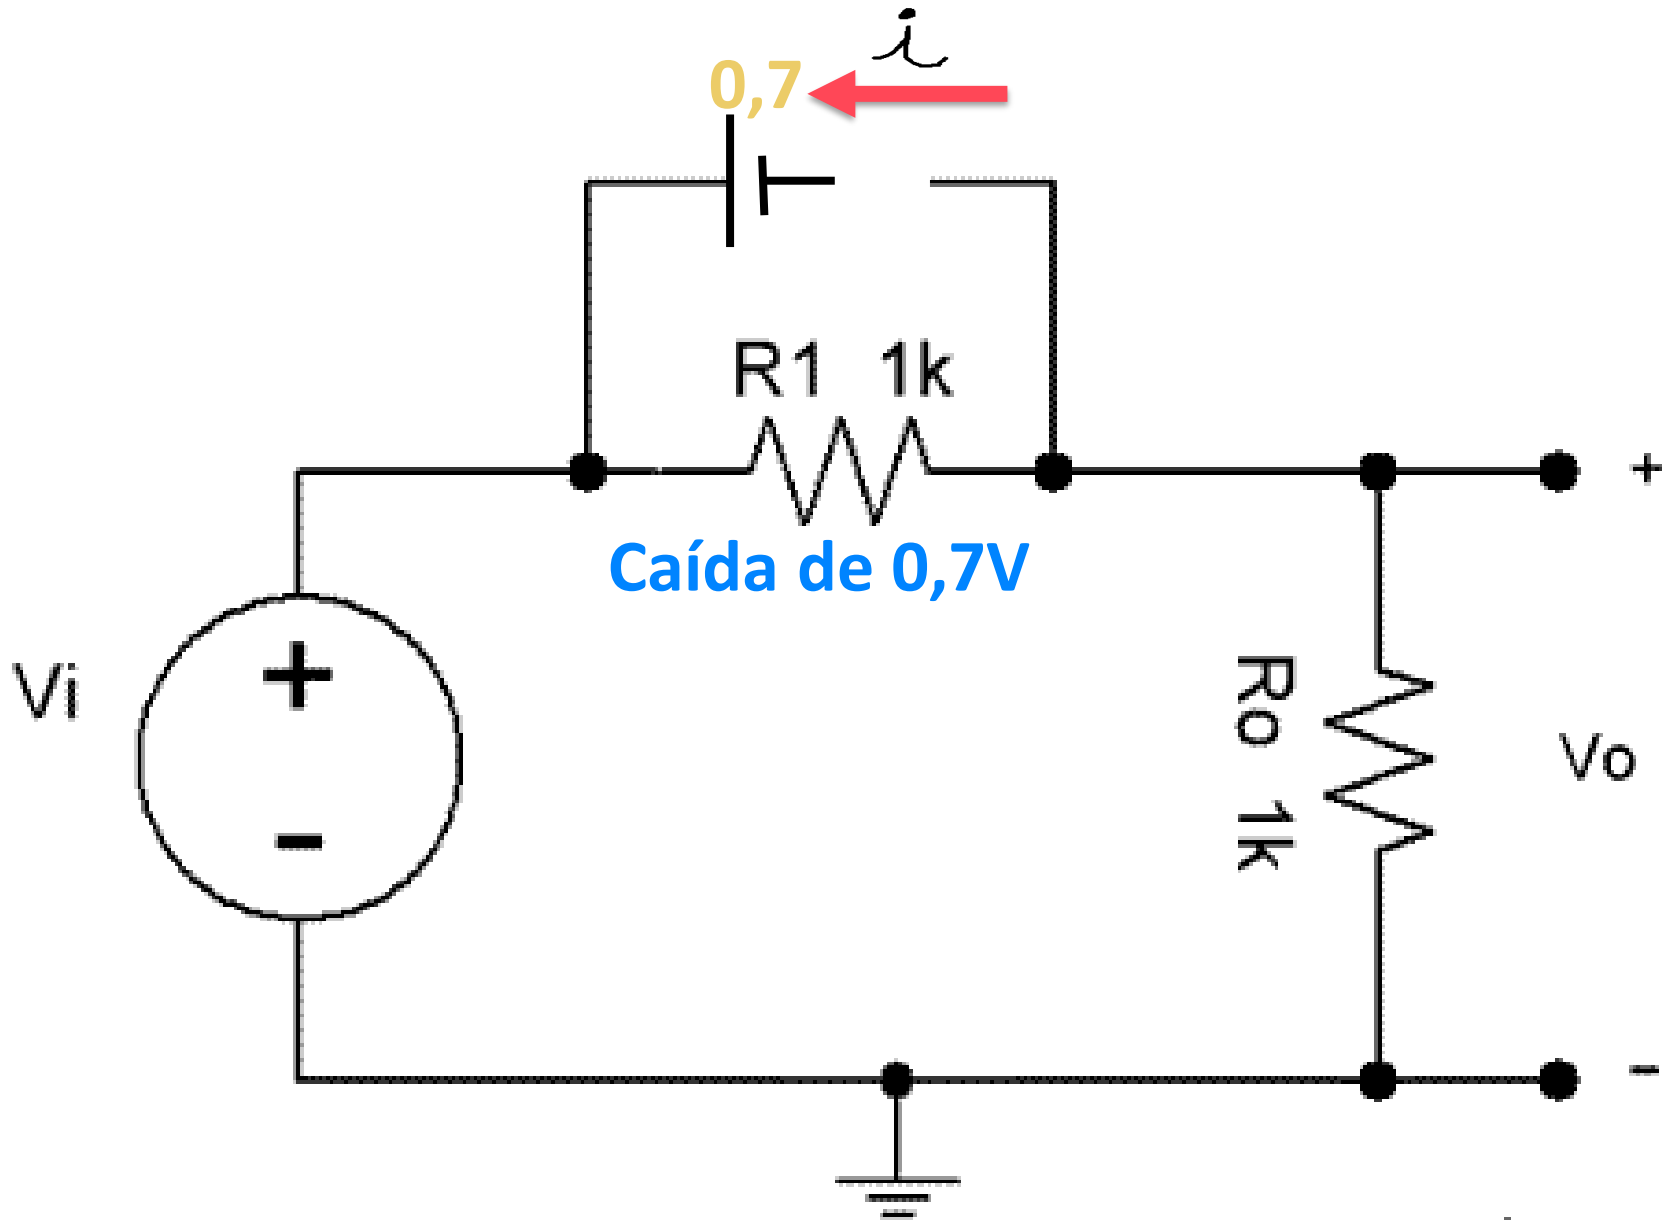 i
0,7
R1 1k
+
Caída de 0,7V
+
Vi
Ro 1k
Vo
-
-